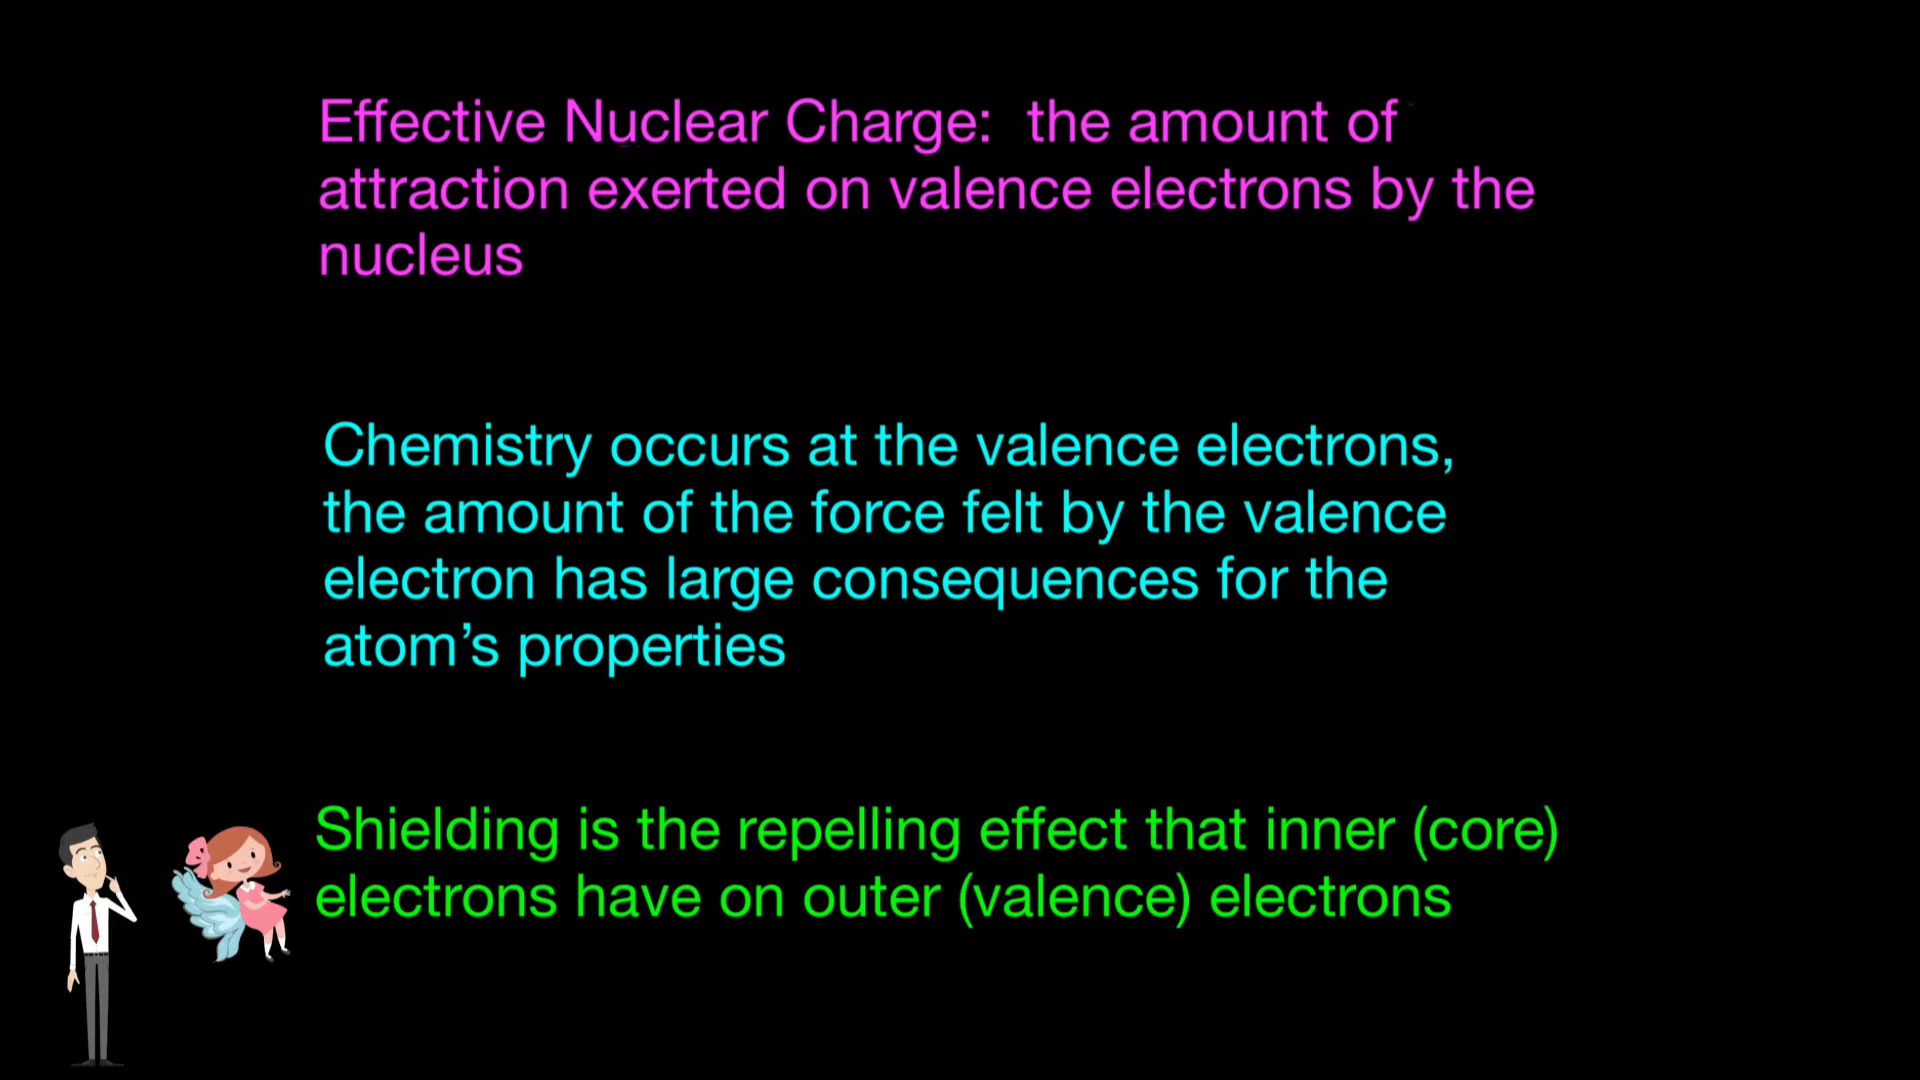 Effective Nuclear Charge:  the amount of
attraction exerted on valence electrons by the
nucleus
Chemistry occurs at the valence electrons,
the amount of the force felt by the valence
electron has large consequences for the
atom’s properties
Shielding is the repelling effect that inner (core)
electrons have on outer (valence) electrons